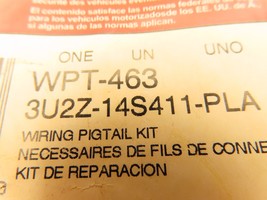 El contenido satisface las normas federales
para los vehículos motorizados de los EE. UU. de A.,
si algunas de las normas
ONE UN UNO
WPT-463
3U2Z-14S411-PLA
WIRING PIGTAIL KIT
NECESSAIRES DE FILS DE CONNE
KIT DE REPARACION